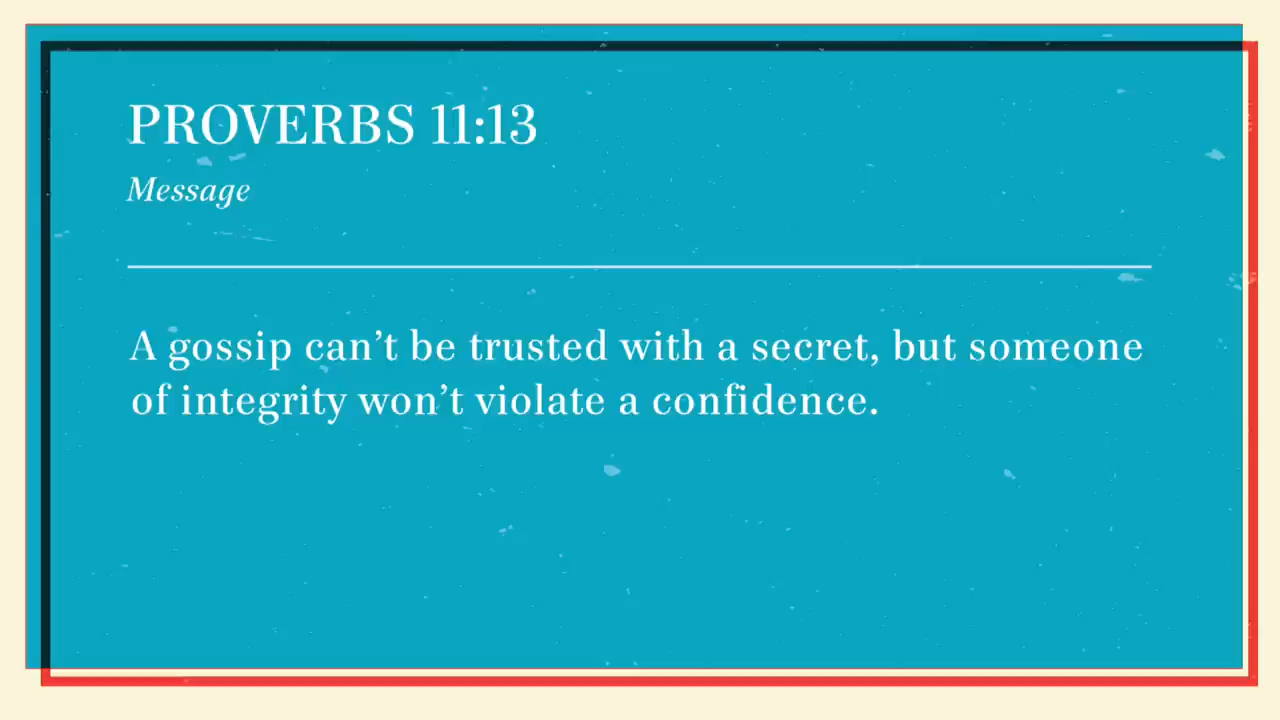 PROVERBS 11:13
Message
A gossip can’t be trusted with a secret, but someone
of integrity won’t violate a confidence.